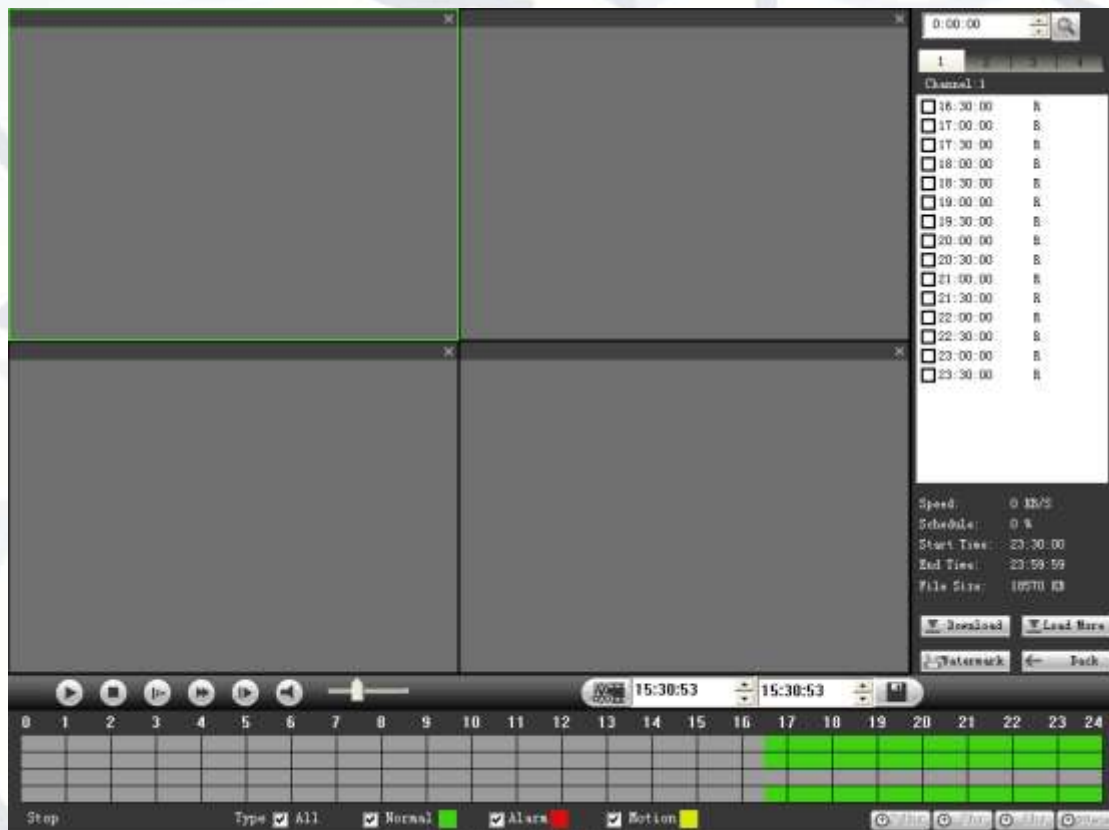 0:00:00
1 2 3 4
Channel:1
16:30:00 R
17:00:00 R
17:30:00 R
18:00:00 R
18:30:00 R
19:00:00 R
19:30:00 R
20:00:00 R
20:30:00 R
21:00:00 R
21:30:00 R
22:00:00 R
22:30:00 R
23:00:00 R
23:30:00 R
Speed: 0 KB/S
Schedule: 0 %
Start Time: 23:30:00
End Time: 23:59:59
File Size: 18570 KB
Download Load More
Watermark Back
15:30:53 15:30:53
0 1 2 3 4 5 6 7 8 9 10 11 12 13 14 15 16 17 18 19 20 21 22 23 24
Stop Type All Normal Alarm Motion